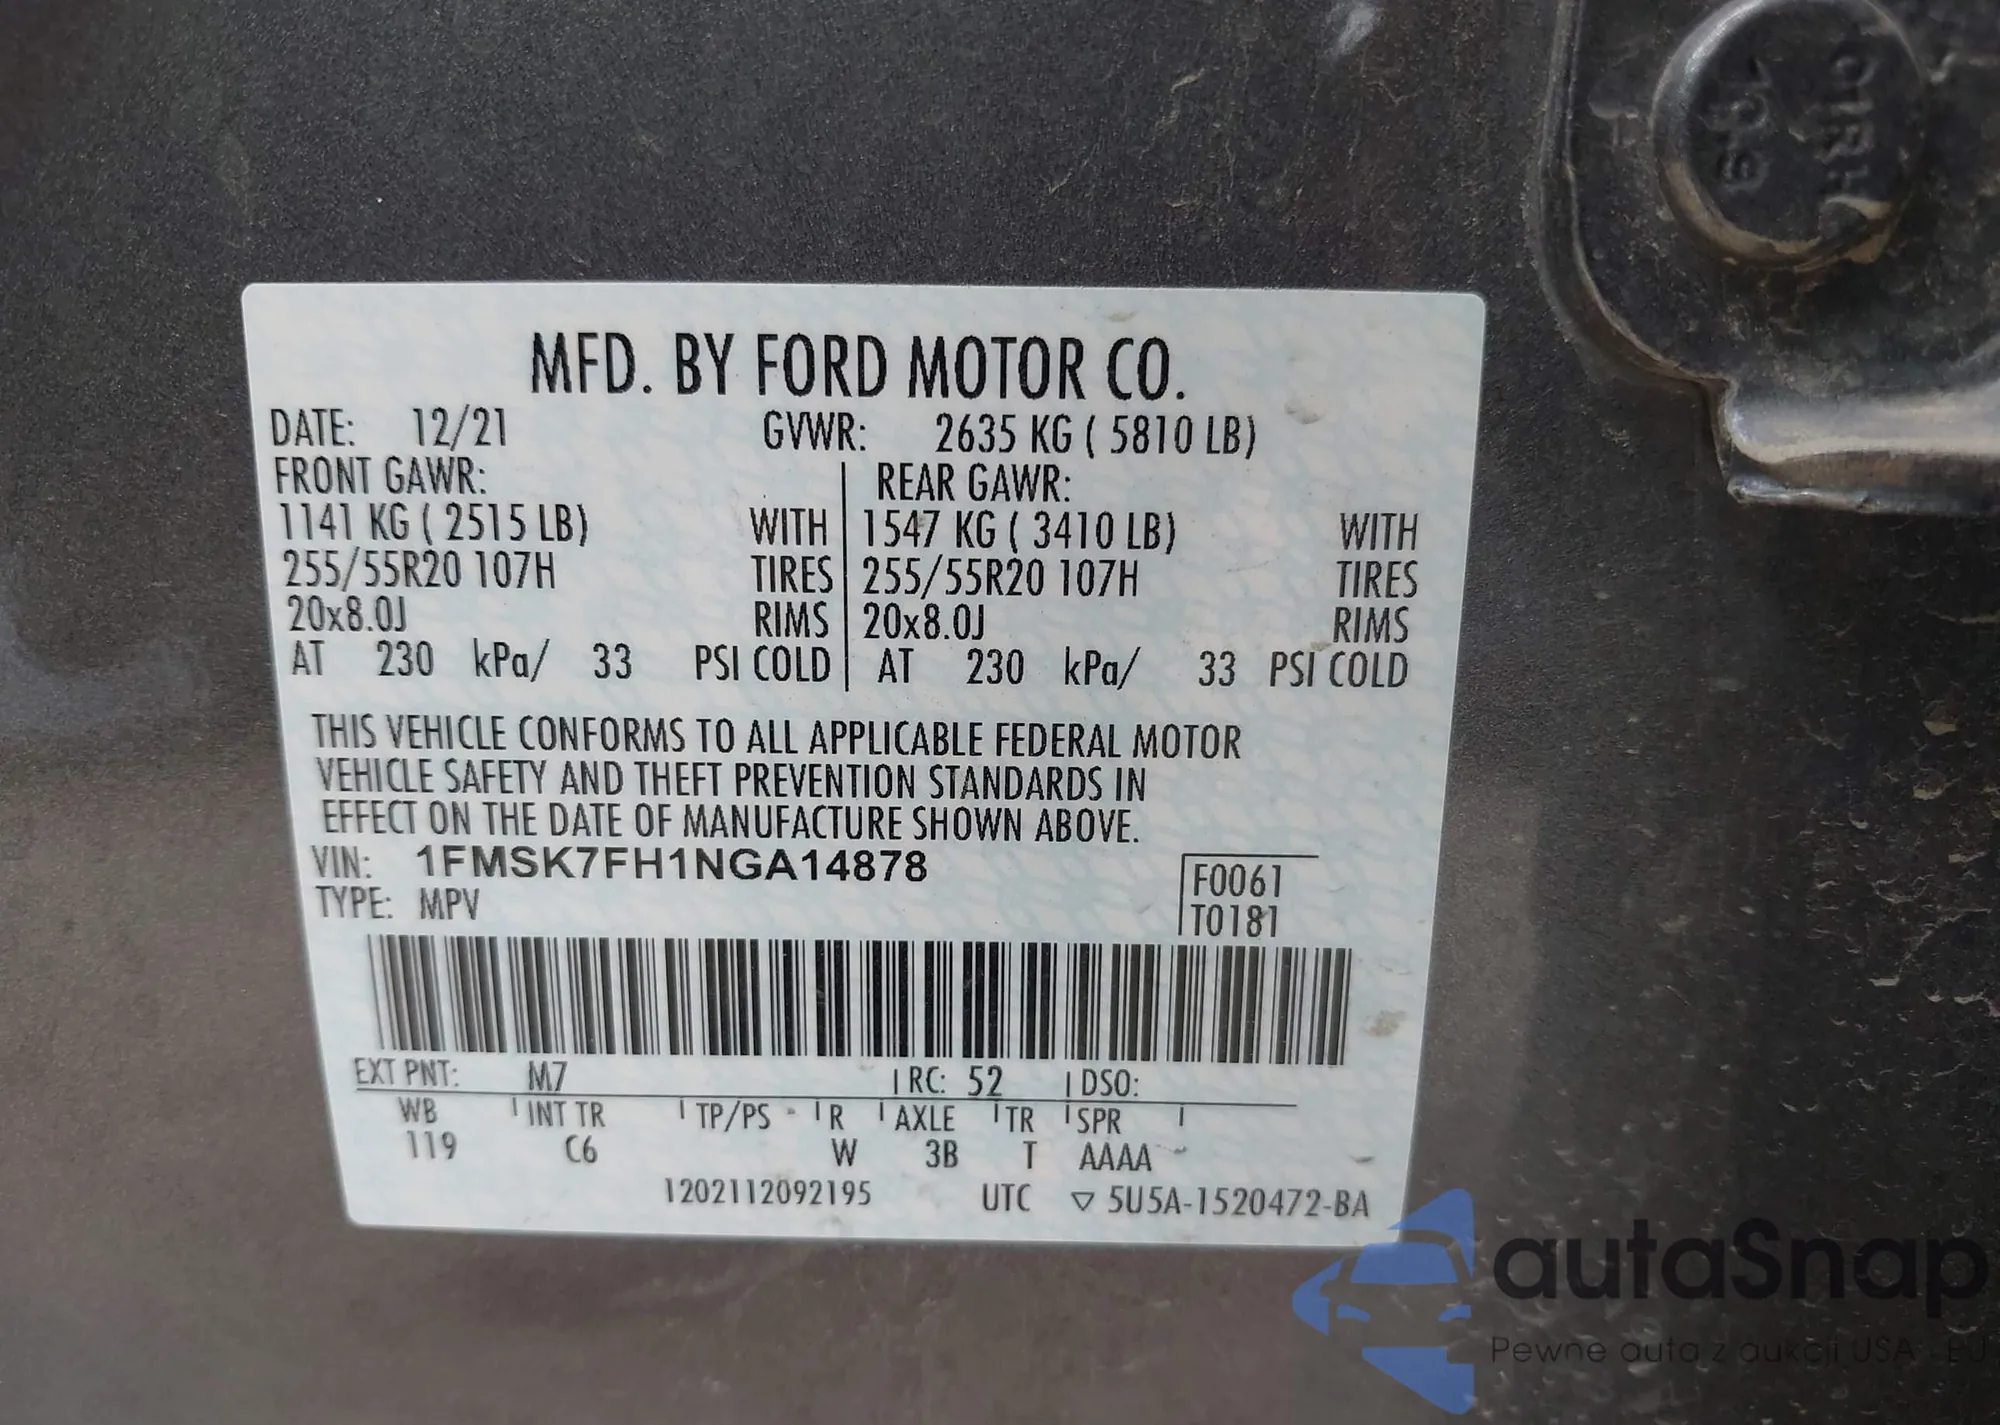 MFD. BY FORD MOTOR CO.
DATE: 12/21 GVWR: 2635 KG ( 5810 LB)
FRONT GAWR: REAR GAWR:
1141 KG ( 2515 LB) WITH 1547 KG ( 3410 LB) WITH
255/55R20 107H TIRES 255/55R20 107H TIRES
20x8.0J RIMS 20x8.0J RIMS
AT 230 kPa/ 33 PSI COLD AT 230 kPa/ 33 PSI COLD
THIS VEHICLE CONFORMS TO ALL APPLICABLE FEDERAL MOTOR
VEHICLE SAFETY AND THEFT PREVENTION STANDARDS IN
EFFECT ON THE DATE OF MANUFACTURE SHOWN ABOVE.
VIN: 1FMSK7FH1NGA14878
TYPE: MPV
F0061
T0181
EXT PNT: M7 RC: 52 DSO:
WB INT TR TP/PS R AXLE TR SPR
119 C6 W 3B T AAAA
1202112092195 UTC ▽ 5U5A-1520472-BA
autaSnap
Pewne auta z aukcji USA - EU